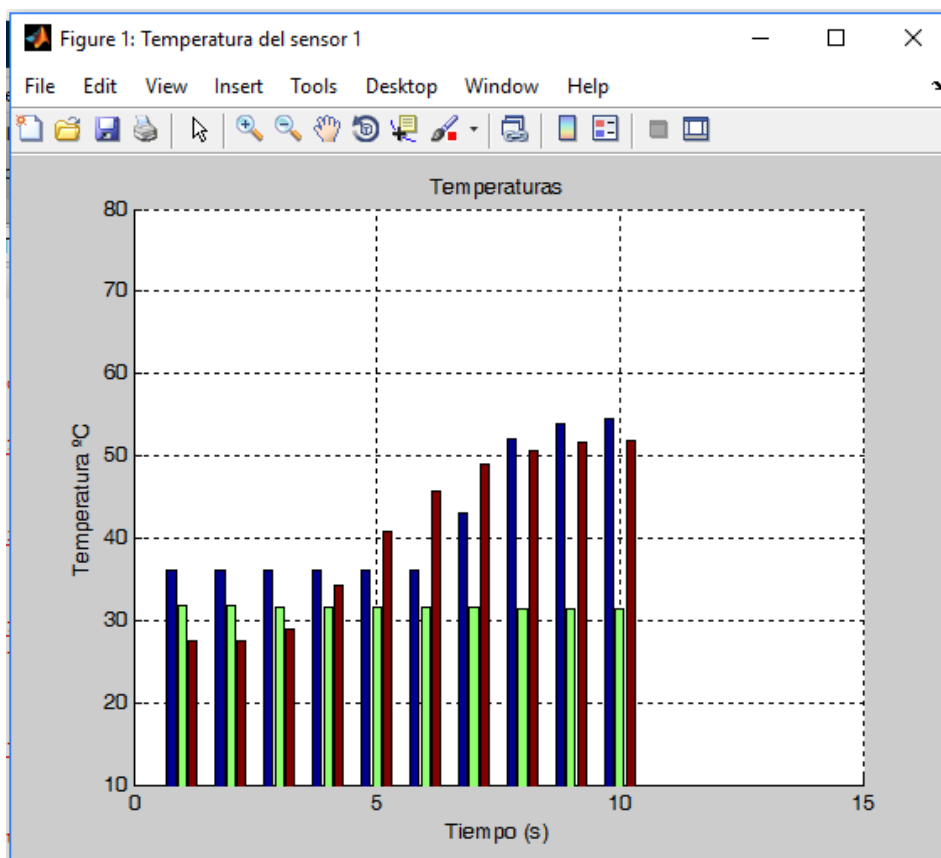 Figure 1: Temperatura del sensor 1
File Edit View Insert Tools Desktop Window Help
Temperaturas
80
70
60
50
40
30
20
10
Temperatura ºC
0 5 10 15
Tiempo (s)